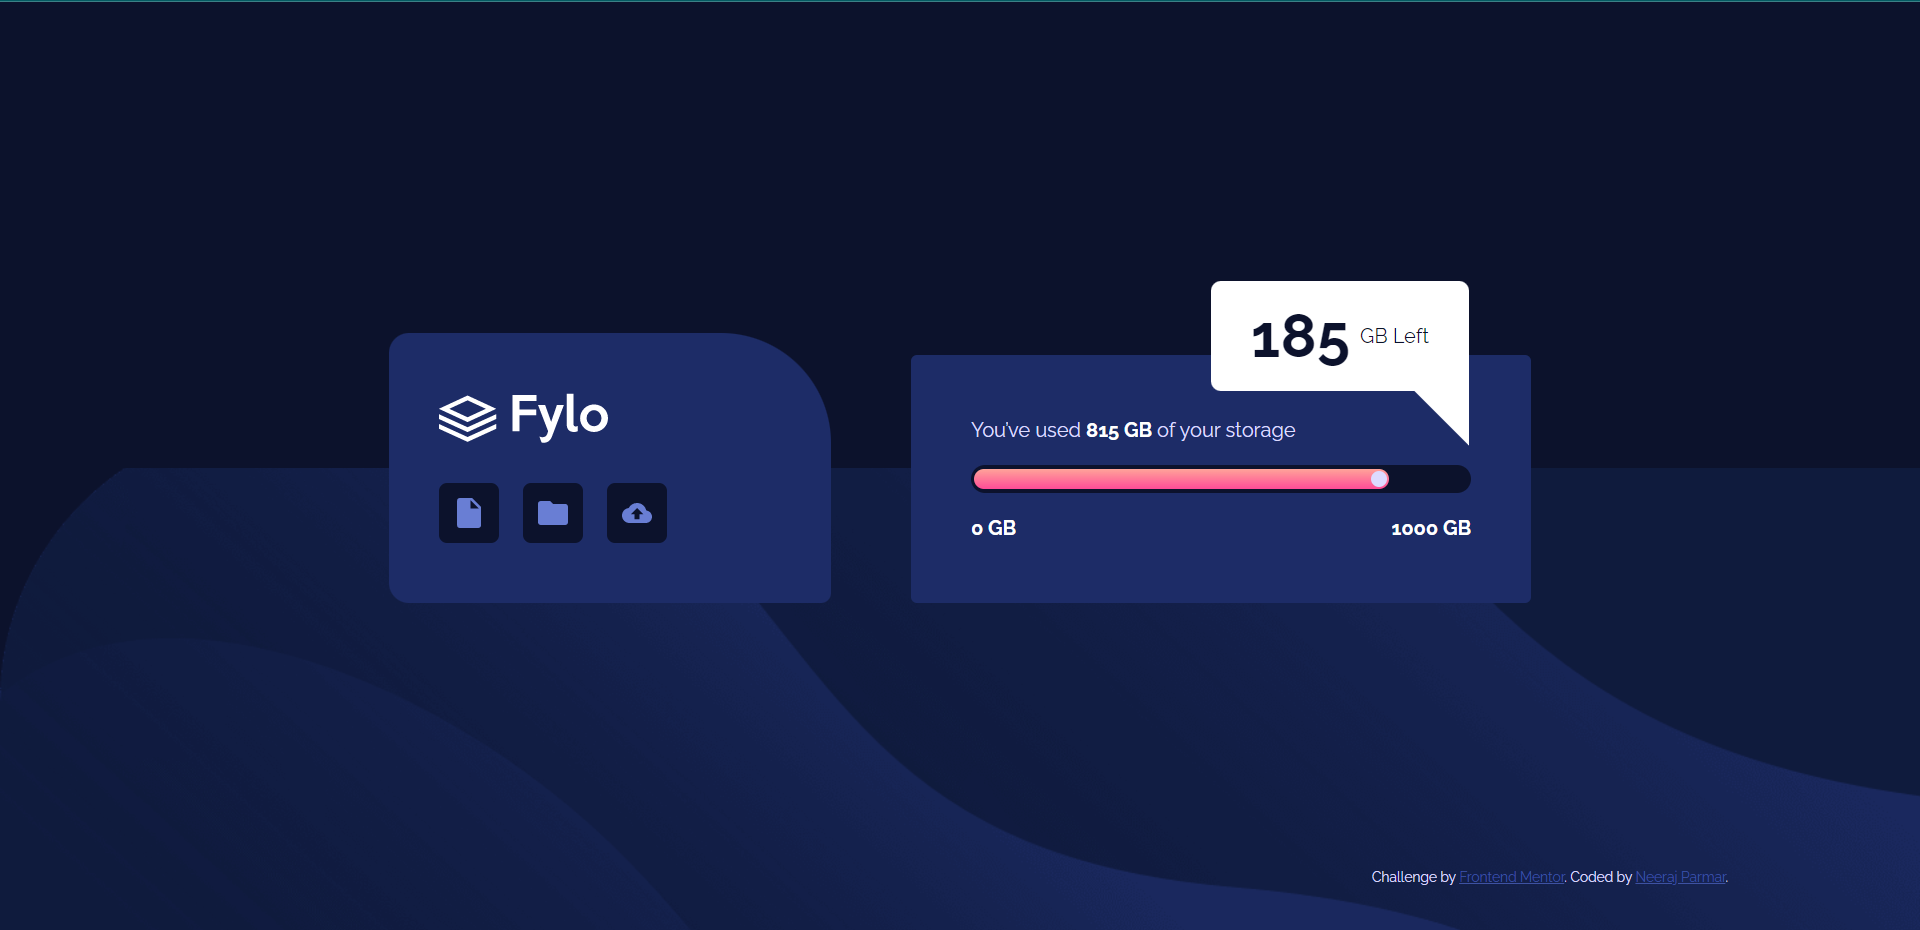 Fylo
185 GB Left
You've used 815 GB of your storage
0 GB
1000 GB
Challenge by Frontend Mentor. Coded by Neeraj Parmar.